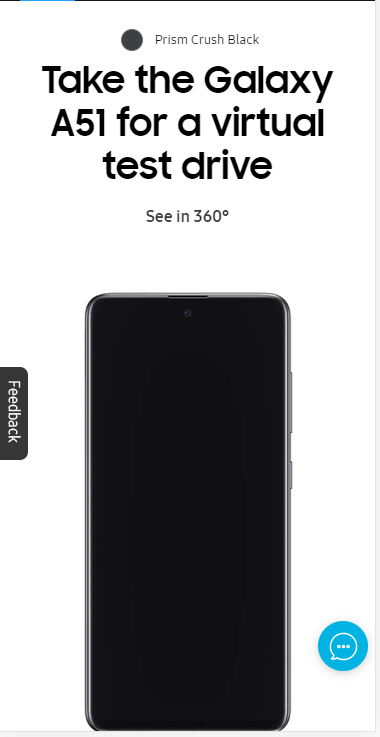 Prism Crush Black
Take the Galaxy
A51 for a virtual
test drive
See in 360°
Feedback